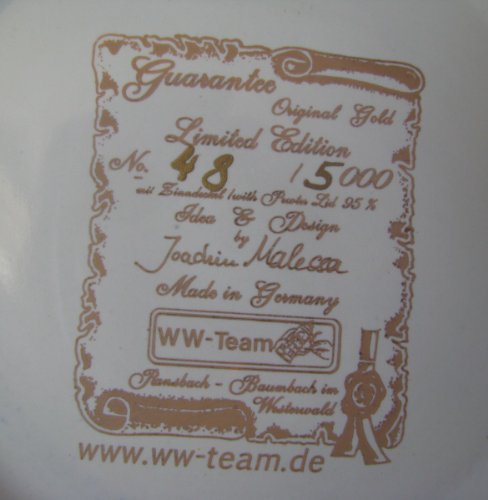 Guarantee
Original Gold
Limited Edition
No. 48 / 5000
mit Zinndeckel / with Pewter Lid 95 %
Idea & Design
by
Joachim Malecza
Made in Germany
WW-Team
Ransbach - Baumbach im
Westerwald
www.ww-team.de